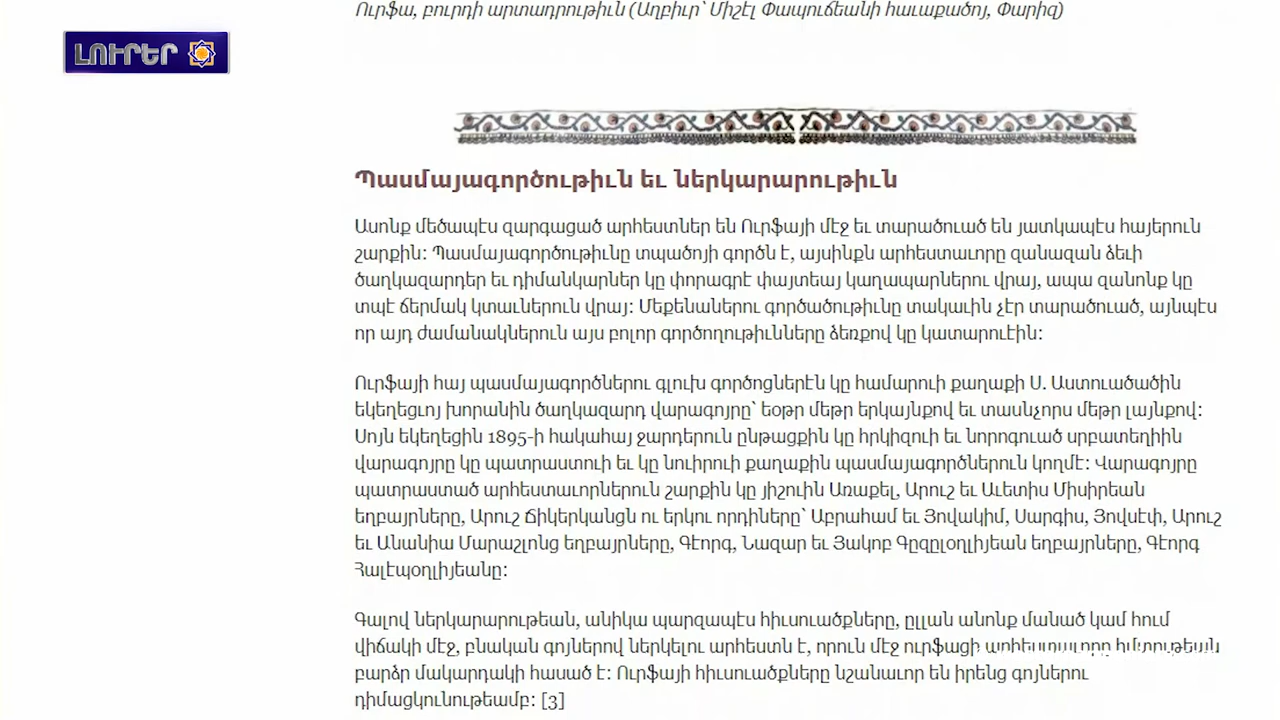 Ուրֆա, բուրդի արտադրութիւն (Աղբիւր՝ Միշէլ Փապուճեանի հաւաքածոյ, Փարիզ)
ԼՈՒՐԵՐ
Պասմայագործութիւն եւ ներկարարութիւն
Ասոնք մեծապէս զարգացած արհեստներ են Ուրֆայի մէջ եւ տարածուած են յատկապէս հայերուն
շարքին: Պասմայագործութիւնը տպածոյի գործն է, այսինքն արհեստաւորը զանազան ձեւի
ծաղկազարդեր եւ դիմանկարներ կը փորագրէ փայտեայ կաղապարներու վրայ, ապա զանոնք կը
տպէ ճերմակ կտաւներուն վրայ: Մեքենաներու գործածութիւնը տակաւին չէր տարածուած, այնպէս
որ այդ ժամանակներուն այս բոլոր գործողութիւնները ձեռքով կը կատարուէին:
Ուրֆայի հայ պասմայագործներու գլուխ գործոցներէն կը համարուի քաղաքի Ս. Աստուածածին
եկեղեցւոյ խորանին ծաղկազարդ վարագոյրը՝ եօթր մեթր երկայնքով եւ տասնչորս մեթր լայնքով:
Սոյն եկեղեցին 1895-ի հակահայ ջարդերուն ընթացքին կը հրկիզուի եւ նորոգուած սրբատեղիին
վարագոյրը կը պատրաստուի եւ կը նուիրուի քաղաքին պասմայագործներուն կողմէ: Վարագոյրը
պատրաստած արհեստաւորներուն շարքին կը յիշուին Առաքել, Արուշ եւ Աւետիս Միսիրեան
եղբայրները, Արուշ Ճիկերկանցն ու երկու որդիները՝ Աբրահամ եւ Յովակիմ, Սարգիս, Յովսէփ, Արուշ
եւ Անանիա Մարաշլոնց եղբայրները, Գէորգ, Նազար եւ Յակոբ Գըզըլօղլիյեան եղբայրները, Գէորգ
Հալէպօղլիյեանը:
Գալով ներկարարութեան, անիկա պարզապէս հիւսուածքները, ըլլան անոնք մանած կամ հում
վիճակի մէջ, բնական գոյներով ներկելու արհեստն է, որուն մէջ ուրֆացի արհեստաւորը հմտութեան
բարձր մակարդակի հասած է: Ուրֆայի հիւսուածքները նշանաւոր են իրենց գոյներու
դիմացկունութեամբ: [3]